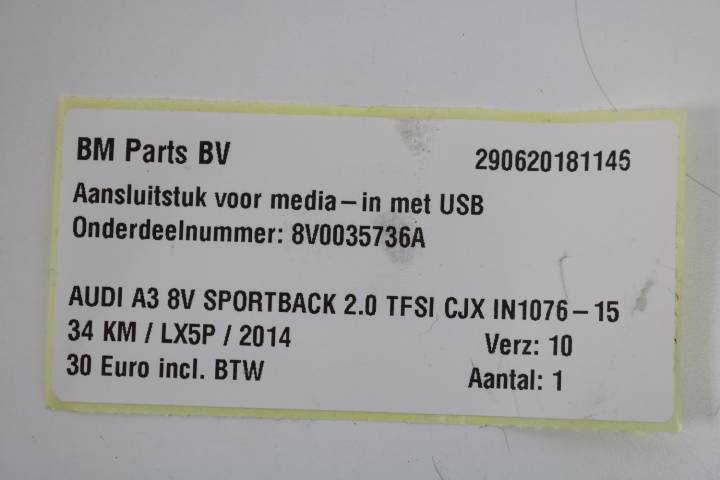 BM Parts BV 290620181146
Aansluitstuk voor media-in met USB
Onderdeelnummer: 8V0035736A
AUDI A3 8V SPORTBACK 2.0 TFSI CJX IN1076-15
34 KM / LX5P / 2014 Verz: 10
30 Euro incl. BTW Aantal: 1